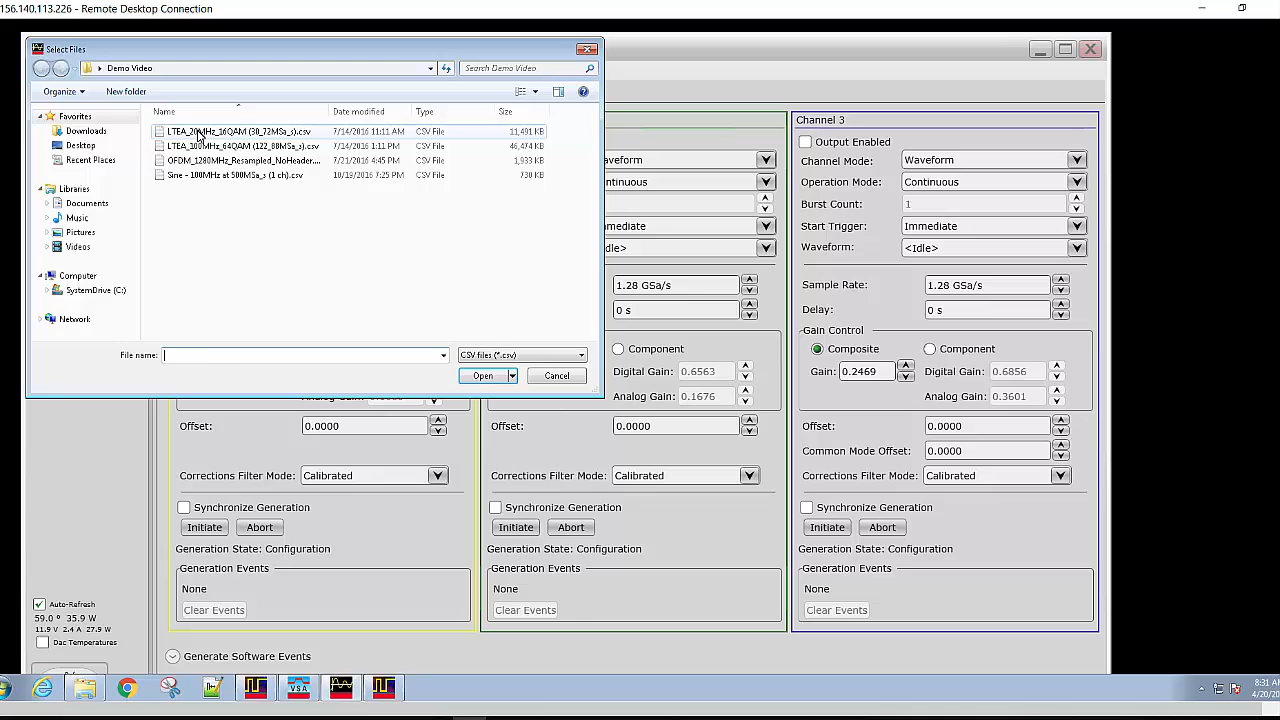 156.140.113.226 - Remote Desktop Connection
Select Files
Demo Video
Search Demo Video
Organize
New folder
Favorites
Downloads
Desktop
Recent Places
Libraries
Documents
Music
Pictures
Videos
Computer
SystemDrive (C:)
Network
Name Date modified Type Size
LTEA_20MHz_16QAM (30_72MSa_s).csv 7/14/2016 11:11 AM CSV File 11,491 KB
LTEA_100MHz_64QAM (122_88MSa_s).csv 7/14/2016 1:11 PM CSV File 46,474 KB
OFDM_1280MHz_Resampled_NoHeader.... 7/21/2016 4:45 PM CSV File 1,933 KB
Sine - 100MHz at 500MSa_s (1 ch).csv 10/19/2016 7:25 PM CSV File 730 KB
File name:
CSV files (*.csv)
Open
Cancel
aveform
ontinuous
mediate
dle>
1.28 GSa/s
0 s
Component
Digital Gain: 0.6563
Analog Gain: 0.1676
Channel 3
Output Enabled
Channel Mode: Waveform
Operation Mode: Continuous
Burst Count: 1
Start Trigger: Immediate
Waveform: <Idle>
Sample Rate: 1.28 GSa/s
Delay: 0 s
Gain Control
Composite
Component
Gain: 0.2469
Digital Gain: 0.6856
Analog Gain: 0.3601
Offset: 0.0000
Common Mode Offset: 0.0000
Corrections Filter Mode: Calibrated
Synchronize Generation
Initiate
Abort
Generation State: Configuration
Generation Events
None
Clear Events
Offset: 0.0000
Corrections Filter Mode: Calibrated
Synchronize Generation
Initiate
Abort
Generation State: Configuration
Generation Events
None
Clear Events
Offset: 0.0000
Corrections Filter Mode: Calibrated
Synchronize Generation
Initiate
Abort
Generation State: Configuration
Generation Events
None
Clear Events
Auto-Refresh
59.0 º 35.9 W
11.9 V 2.4 A 27.9 W
Dac Temperatures
Generate Software Events
VSA
8:31 A
4/20/20